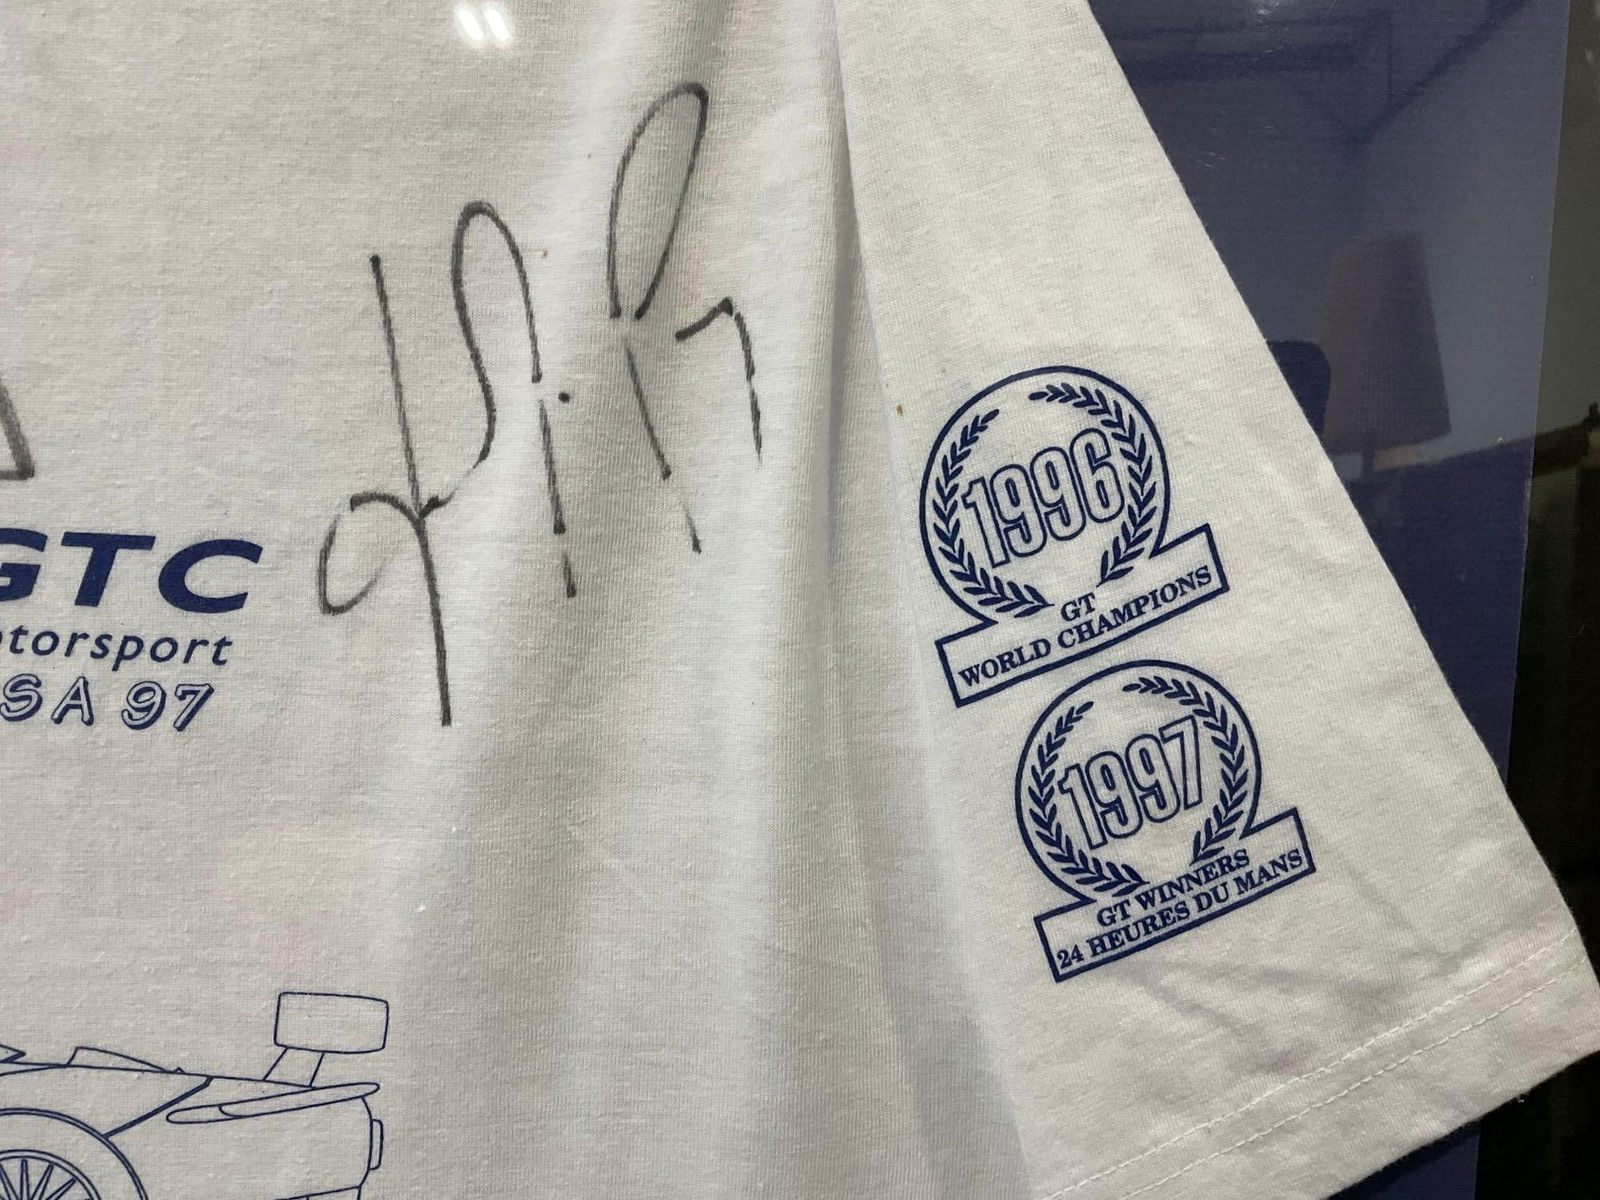 GTC
otorsport
SA 97
1996
GT
WORLD CHAMPIONS
1997
GT WINNERS
24 HEURES DU MANS